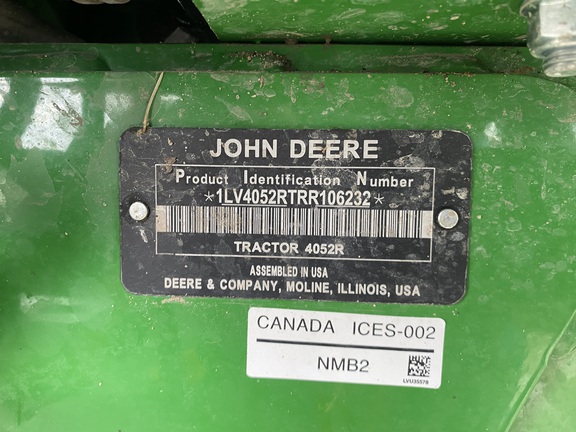 JOHN DEERE
Product Identification Number
*1LV4052RTRR106232*
TRACTOR 4052R
ASSEMBLED IN USA
DEERE & COMPANY, MOLINE, ILLINOIS, USA
CANADA ICES-002
NMB2
LVU35578